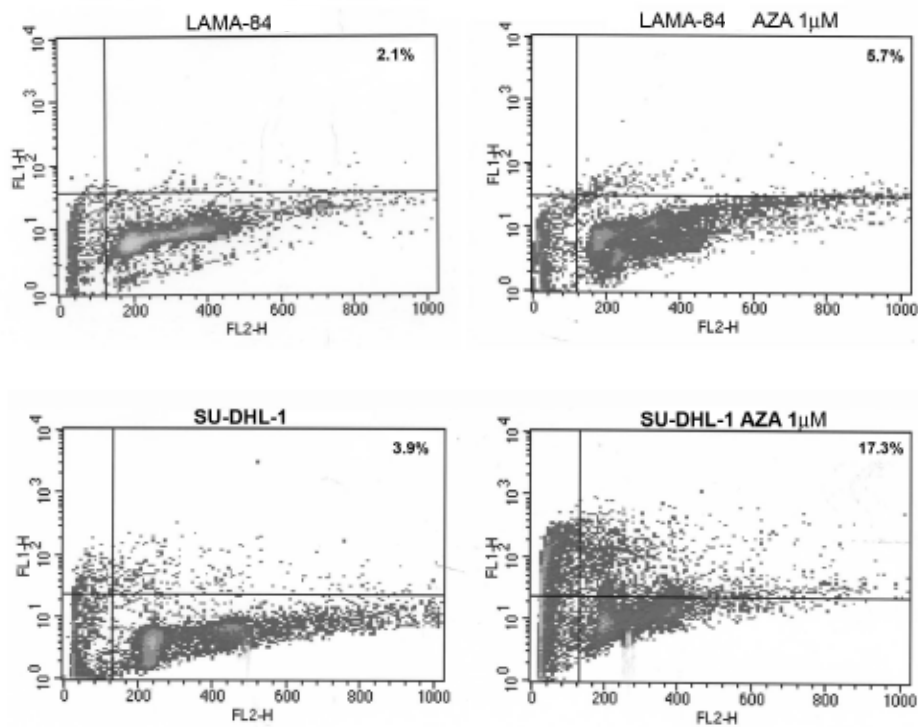 LAMA-84
LAMA-84 AZA 1µM
10^4
10^3
10^2
10^1
10^0
FL1-H
2.1%
0 200 400 600 800 1000
FL2-H
10^4
10^3
10^2
10^1
10^0
FL1-H
5.7%
0 200 400 600 800 1000
FL2-H
SU-DHL-1
SU-DHL-1 AZA 1µM
10^4
10^3
10^2
10^1
10^0
FL1-H
3.9%
0 200 400 600 800 1000
FL2-H
10^4
10^3
10^2
10^1
10^0
FL1-H
17.3%
0 200 400 600 800 1000
FL2-H